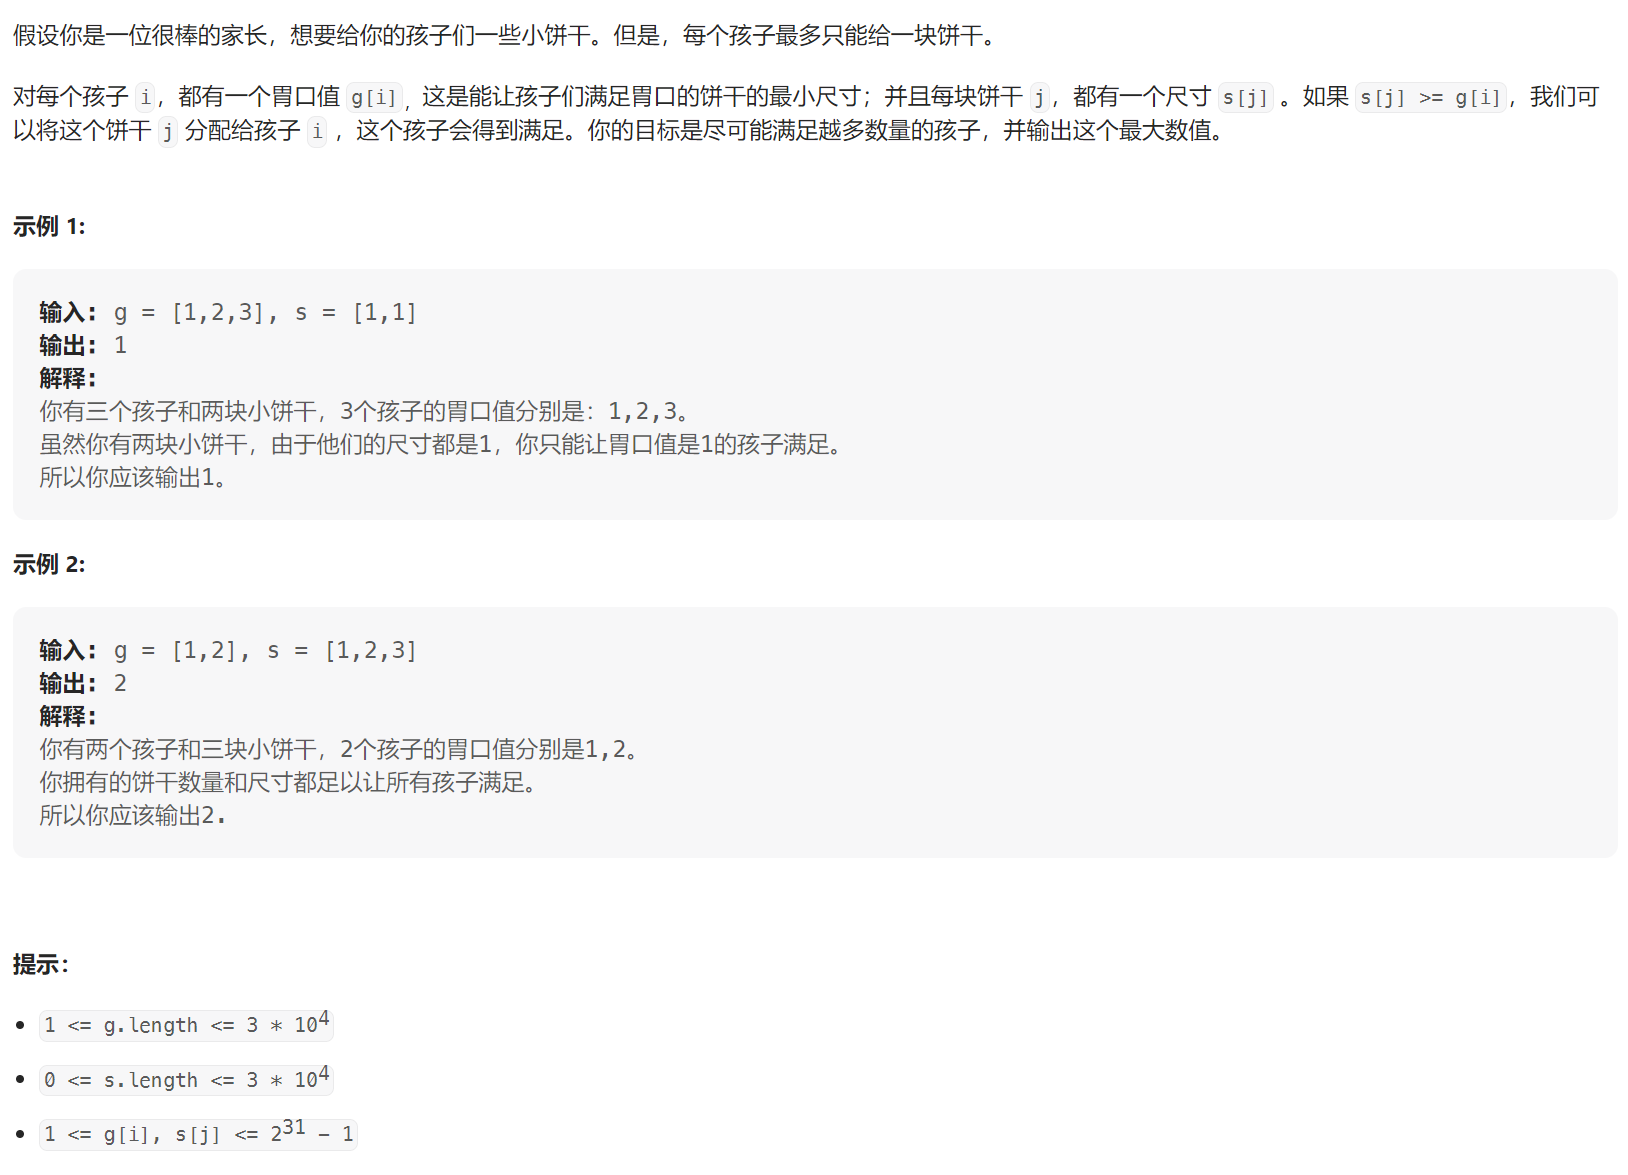 假设你是一位很棒的家长，想要给你的孩子们一些小饼干。但是，每个孩子最多只能给一块饼干。
对每个孩子 i，都有一个胃口值 g[i]，这是能让孩子们满足胃口的饼干的最小尺寸；并且每块饼干 j，都有一个尺寸 s[j] 。如果 s[j] >= g[i]，我们可
以将这个饼干 j 分配给孩子 i ，这个孩子会得到满足。你的目标是尽可能满足越多数量的孩子，并输出这个最大数值。
示例 1:
输入: g = [1,2,3], s = [1,1]
输出: 1
解释:
你有三个孩子和两块小饼干，3个孩子的胃口值分别是：1,2,3。
虽然你有两块小饼干，由于他们的尺寸都是1，你只能让胃口值是1的孩子满足。
所以你应该输出1。
示例 2:
输入: g = [1,2], s = [1,2,3]
输出: 2
解释:
你有两个孩子和三块小饼干，2个孩子的胃口值分别是1,2。
你拥有的饼干数量和尺寸都足以让所有孩子满足。
所以你应该输出2.
提示：
• 1 <= g.length <= 3 * 10⁴
• 0 <= s.length <= 3 * 10⁴
• 1 <= g[i], s[j] <= 2³¹ - 1